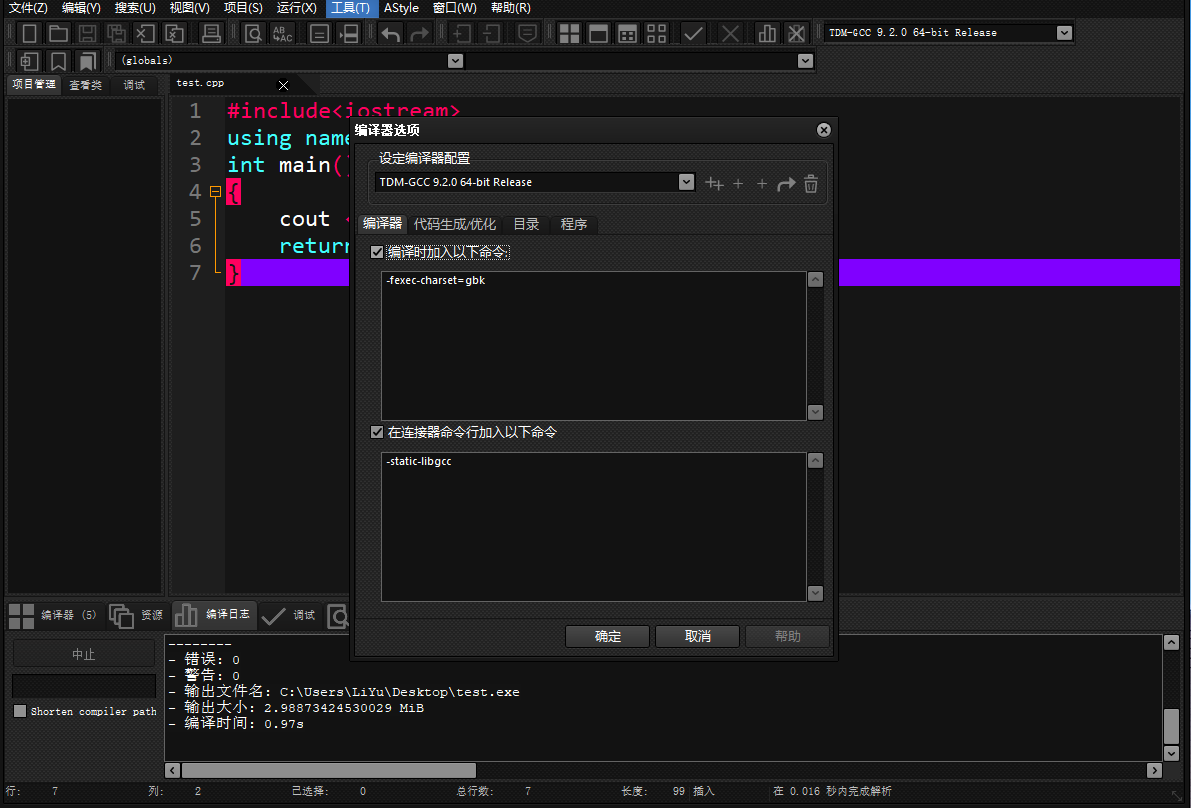 文件(Z) 编辑(Y) 搜索(U) 视图(V) 项目(S) 运行(X) 工具(T) AStyle 窗口(W) 帮助(R)
TDM-GCC 9.2.0 64-bit Release
(globals)
项目管理 查看类 调试
test.cpp
1 #include<iostream>
2 using name
3 int main()
4 {
5 cout <
6 return
7 }
编译器选项
设定编译器配置
TDM-GCC 9.2.0 64-bit Release
编译器 代码生成/优化 目录 程序
编译时加入以下命令:
-fexec-charset=gbk
在连接器命令行加入以下命令
-static-libgcc
确定 取消 帮助
编译器 (5) 资源 编译日志 调试
中止
Shorten compiler path
--------
- 错误: 0
- 警告: 0
- 输出文件名: C:\Users\LiYu\Desktop\test.exe
- 输出大小: 2.98873424530029 MiB
- 编译时间: 0.97s
行: 7 列: 2 已选择: 0 总行数: 7 长度: 99 插入 在 0.016 秒内完成解析